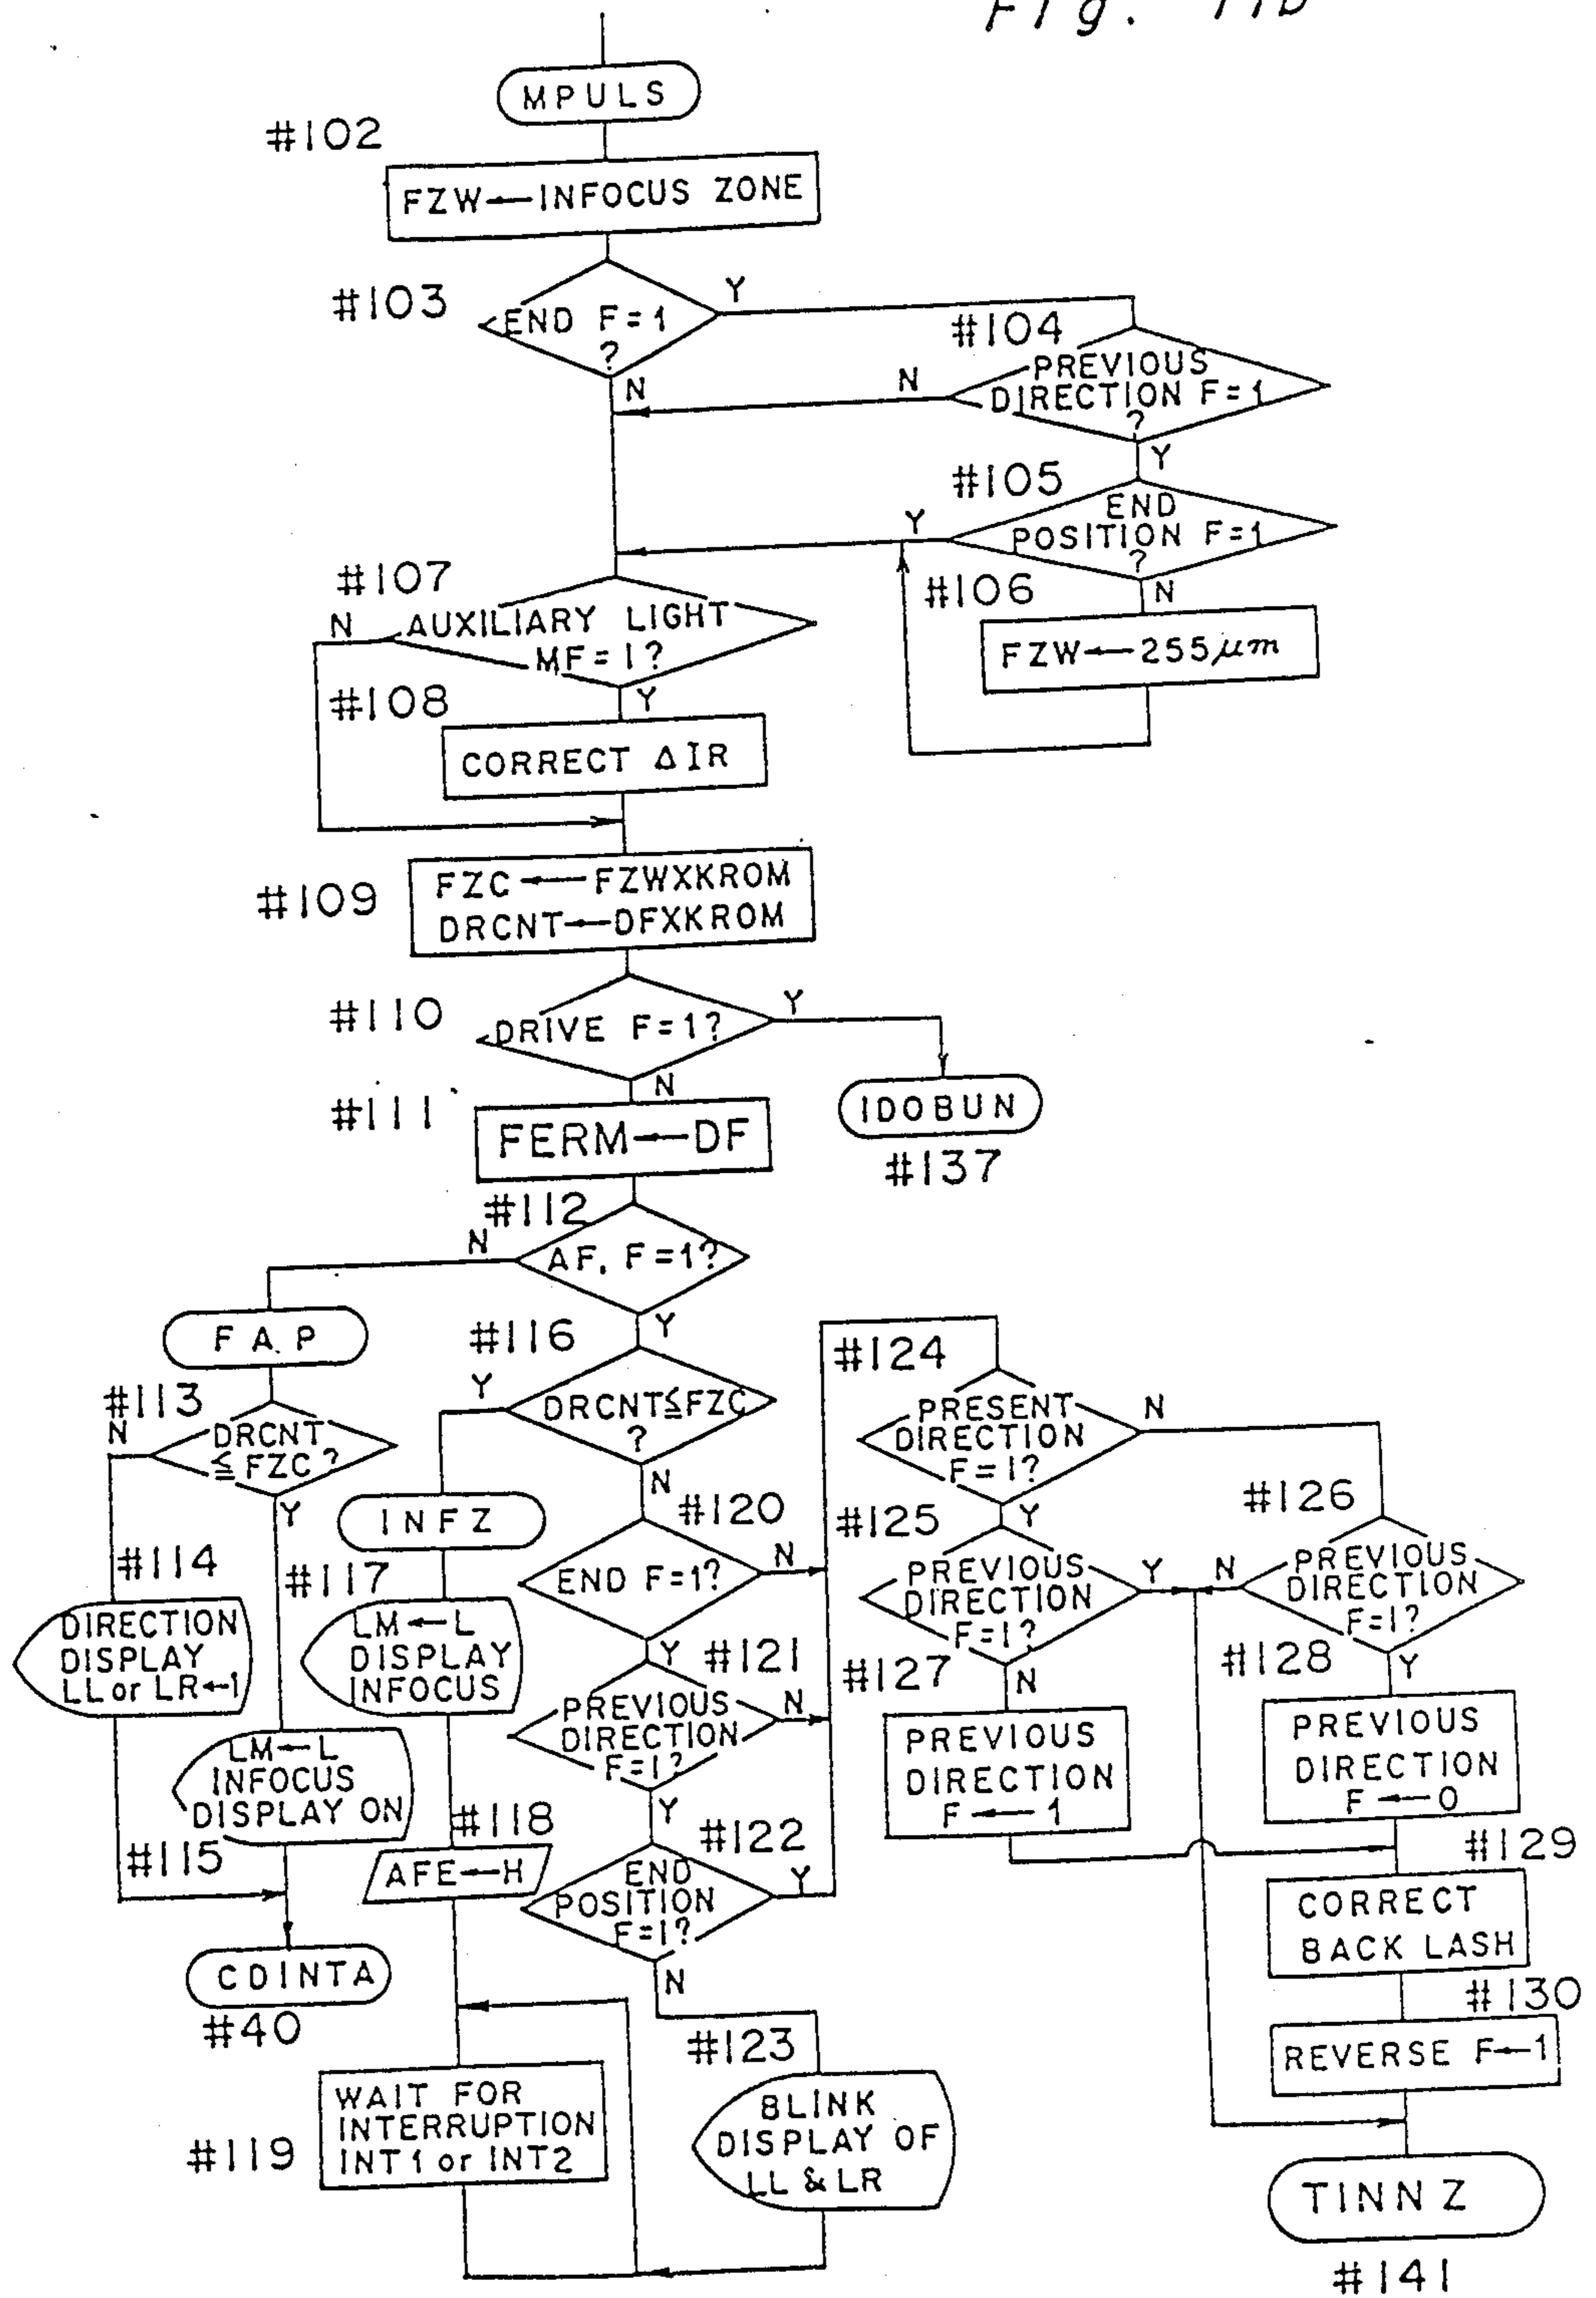 Fig. 11b
MPULS
#102
FZW←INFOCUS ZONE
#103
END F=1
?
Y
N
#104
PREVIOUS
DIRECTION F=1
?
N
Y
#105
END
POSITION F=1
?
Y
N
#106
FZW←255μm
#107
AUXILIARY LIGHT
MF=1?
N
Y
#108
CORRECT ΔIR
#109
FZC←FZWXKROM
DRCNT←DFXKROM
#110
DRIVE F=1?
Y
N
IDOBUN
#137
#111
FERM←DF
#112
AF, F=1?
N
Y
FAP
#113
DRCNT
≦FZC?
N
Y
#114
DIRECTION
DISPLAY
LL or LR←1
#115
LM←L
INFOCUS
DISPLAY ON
CDINTA
#40
#116
DRCNT≦FZC
?
Y
N
INFZ
#117
LM←L
DISPLAY
INFOCUS
#118
AFE←H
#119
WAIT FOR
INTERRUPTION
INT1 or INT2
#120
END F=1?
N
Y
#121
PREVIOUS
DIRECTION
F=1?
N
Y
#122
END
POSITION
F=1?
Y
N
#123
BLINK
DISPLAY OF
LL & LR
#124
PRESENT
DIRECTION
F=1?
N
Y
#125
PREVIOUS
DIRECTION
F=1?
Y
N
#126
PREVIOUS
DIRECTION
F=1?
N
Y
#127
PREVIOUS
DIRECTION
F←1
#128
PREVIOUS
DIRECTION
F←0
#129
CORRECT
BACK LASH
#130
REVERSE F←1
TINNZ
#141